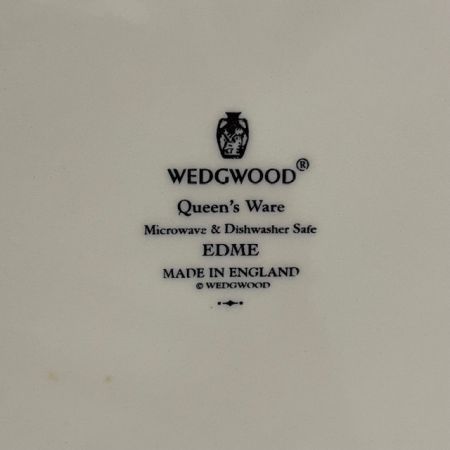 WEDGWOOD®
Queen's Ware
Microwave & Dishwasher Safe
EDME
MADE IN ENGLAND
© WEDGWOOD